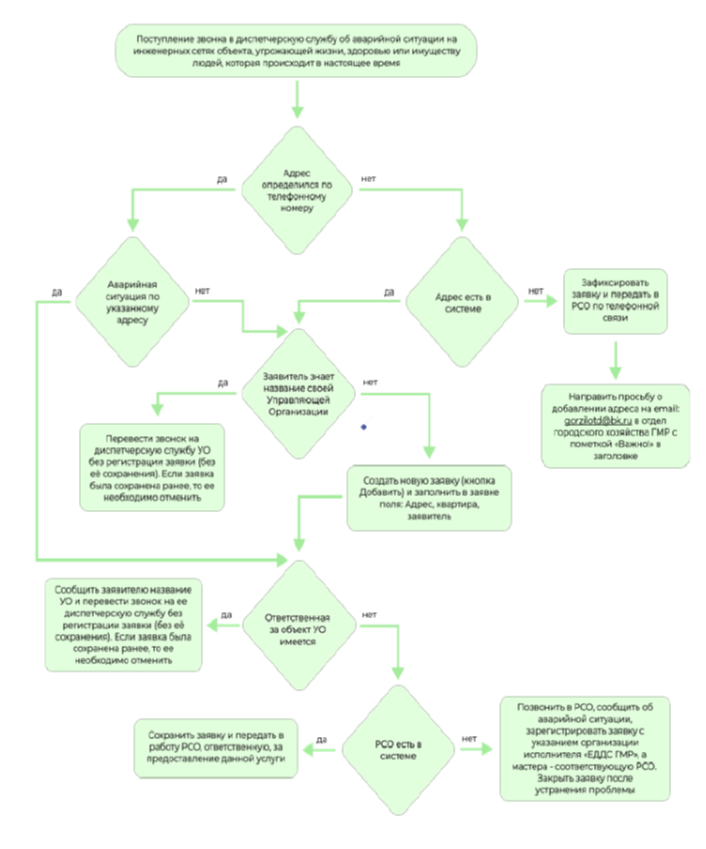 Поступление звонка в диспетчерскую службу об аварийной ситуации на
инженерных сетях объекта, угрожающей жизни, здоровью или имуществу
людей, которая происходит в настоящее время
Адрес
определился по
телефонному
номеру
да
нет
Аварийная
ситуация по
указанному
адресу
да
нет
Адрес есть в
системе
да
нет
Зафиксировать
заявку и передать в
РСО по телефонной
связи
Направить просьбу о
добавлении адреса на email:
gorzilotd@bk.ru в отдел
городского хозяйства ГМР с
пометкой «Важно!» в
заголовке
Заявитель знает
название своей
Управляющей
Организации
да
нет
Перевести звонок на
диспетчерскую службу УО
без регистрации заявки (без
её сохранения). Если заявка
была сохранена ранее, то ее
необходимо отменить
Создать новую заявку (кнопка
Добавить) и заполнить в заявке
поля: Адрес, квартира,
заявитель
Ответственная
за объект УО
имеется
да
нет
Сообщить заявителю название
УО и перевести звонок на ее
диспетчерскую службу без
регистрации заявки (без её
сохранения). Если заявка была
сохранена ранее, то ее
необходимо отменить
РСО есть в
системе
да
нет
Сохранить заявку и передать в
работу РСО, ответственную, за
предоставление данной услуги
Позвонить в РСО, сообщить об
аварийной ситуации,
зарегистрировать заявку с
указанием организации
исполнителя «ЕДДС ГМР», а
мастера - соответствующую РСО.
Закрыть заявку после
устранения проблемы